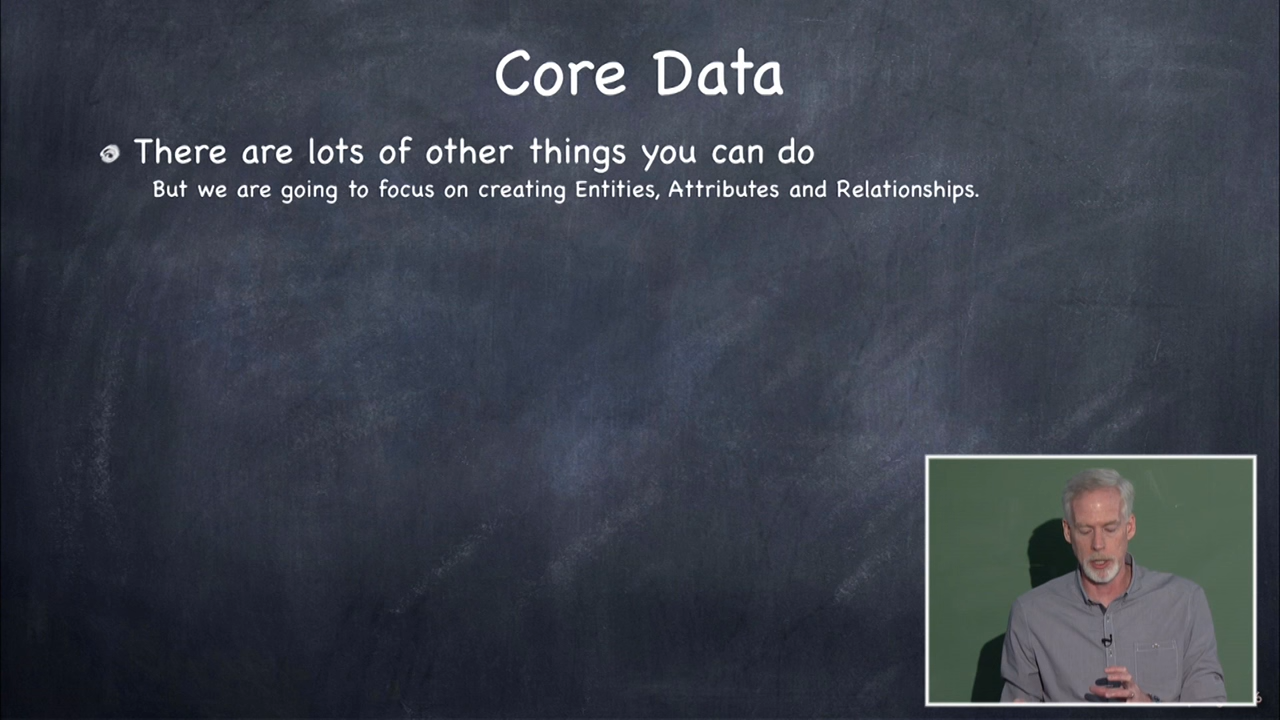 Core Data
There are lots of other things you can do
But we are going to focus on creating Entities, Attributes and Relationships.